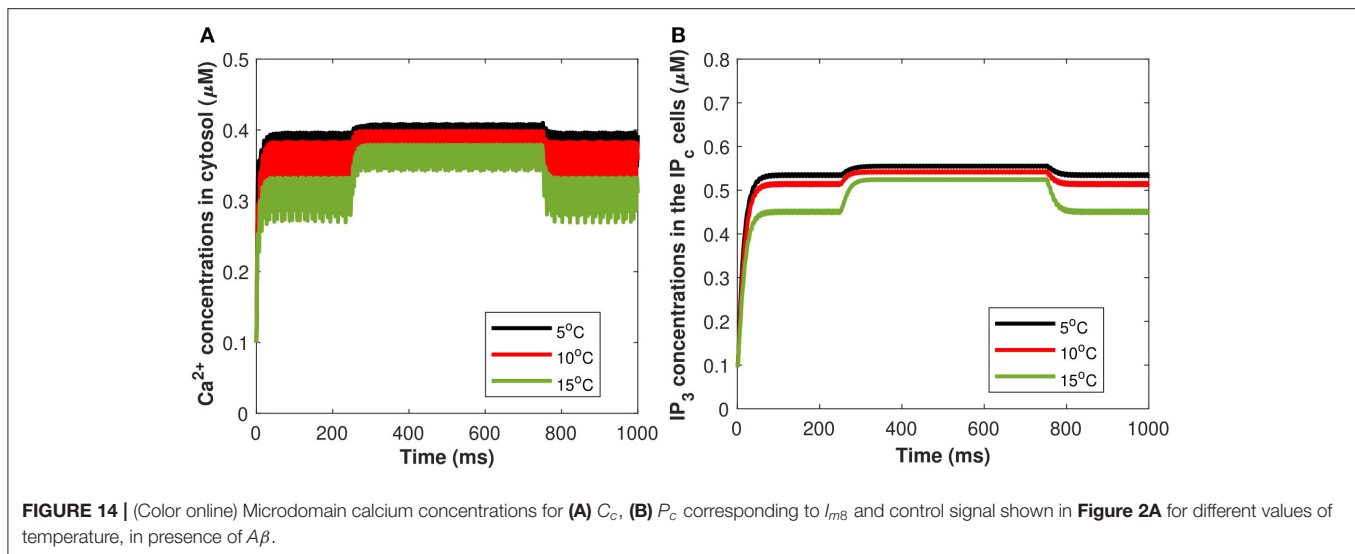 A
Ca²⁺ concentrations in cytosol (μM)
0.5
0.4
0.3
0.2
0.1
0
0 200 400 600 800 1000
Time (ms)
5°C
10°C
15°C
B
IP₃ concentrations in the IP꜀ cells (μM)
0.8
0.7
0.6
0.5
0.4
0.3
0.2
0.1
0
0 200 400 600 800 1000
Time (ms)
5°C
10°C
15°C
FIGURE 14 | (Color online) Microdomain calcium concentrations for (A) C_c, (B) P_c corresponding to I_m8 and control signal shown in Figure 2A for different values of
temperature, in presence of Aβ.